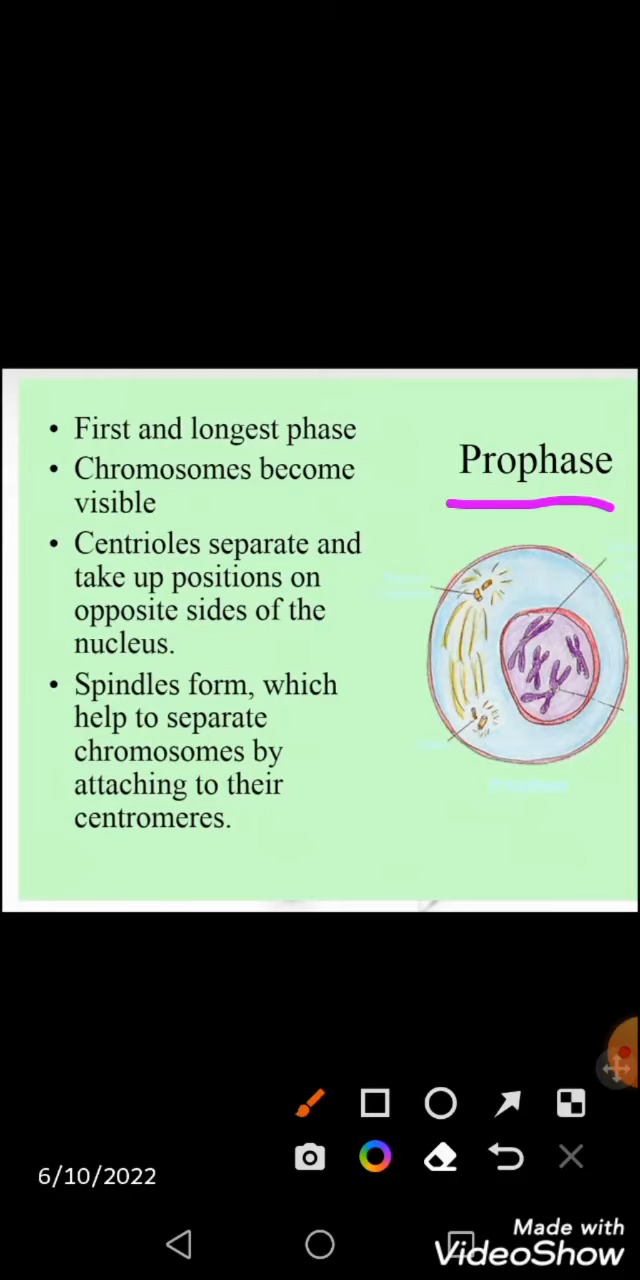 • First and longest phase
• Chromosomes become
visible
• Centrioles separate and
take up positions on
opposite sides of the
nucleus.
• Spindles form, which
help to separate
chromosomes by
attaching to their
centromeres.
Prophase
6/10/2022
Made with
VideoShow